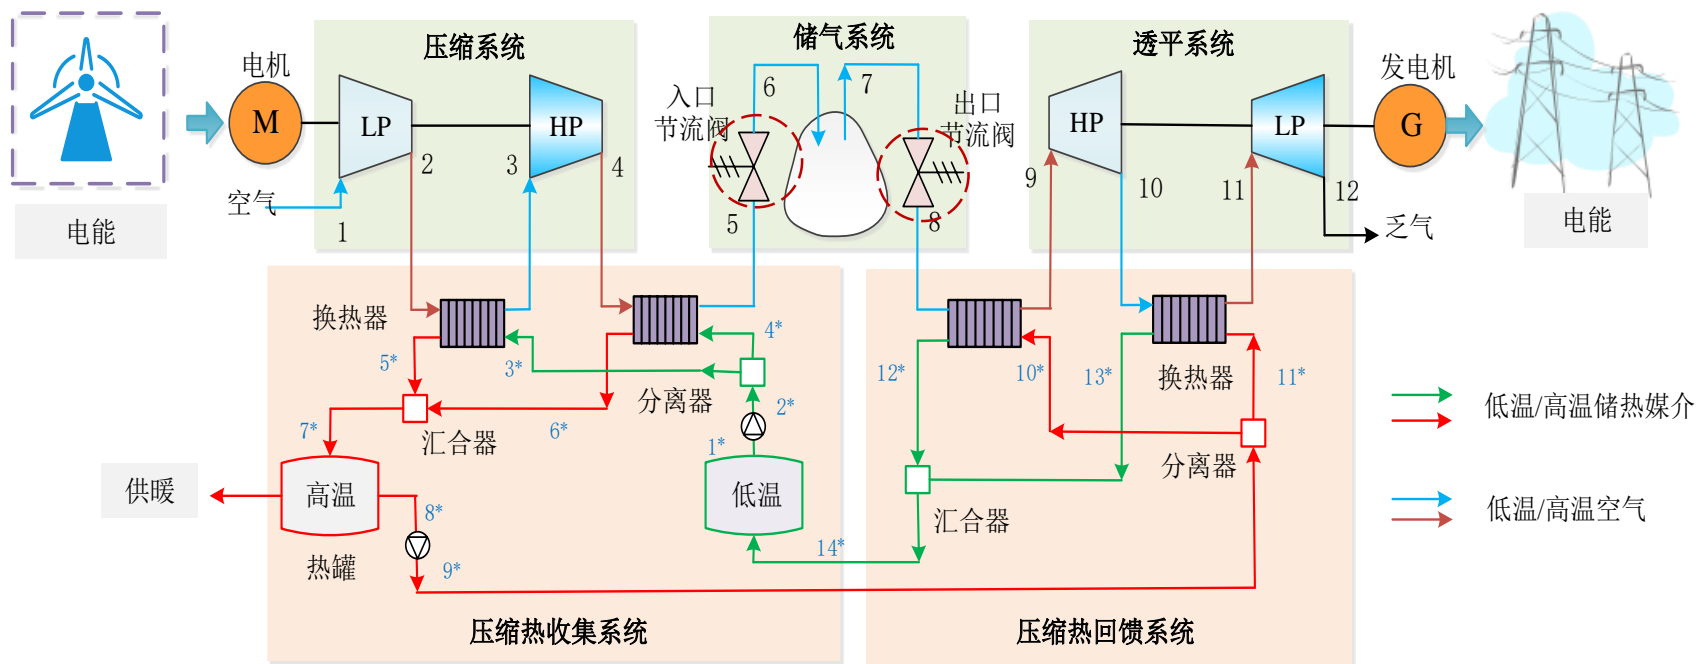 压缩系统
储气系统
透平系统
电机
M
LP
HP
空气
1
2
3
4
电能
入口
节流阀
5
6
7
出口
节流阀
8
HP
LP
9
10
11
12
发电机
G
乏气
电能
换热器
5*
3*
4*
分离器
2*
1*
6*
7*
汇合器
供暖
高温
热罐
8*
9*
低温
14*
压缩热收集系统
12*
10*
13*
换热器
11*
分离器
汇合器
压缩热回馈系统
低温/高温储热媒介
低温/高温空气